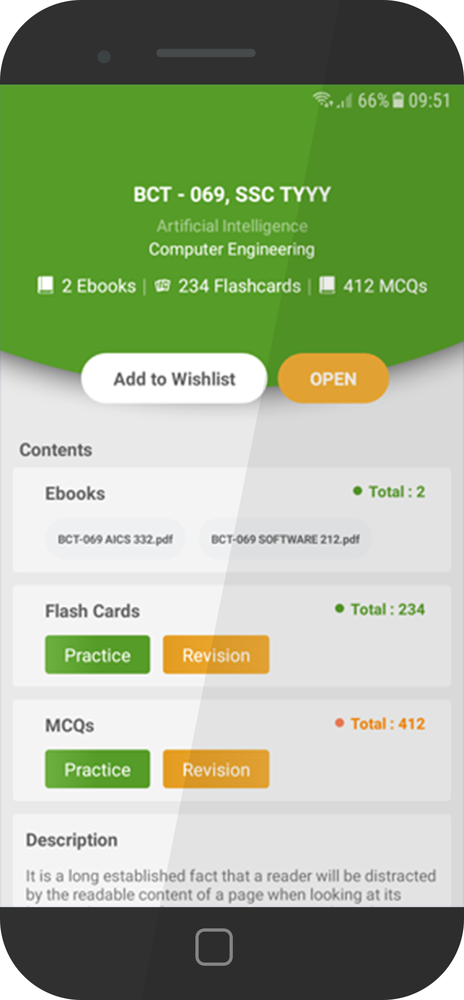 66% 09:51
BCT - 069, SSC TYYY
Artificial Intelligence
Computer Engineering
2 Ebooks | 234 Flashcards | 412 MCQs
Add to Wishlist OPEN
Contents
Ebooks Total : 2
BCT-069 AICS 332.pdf BCT-069 SOFTWARE 212.pdf
Flash Cards Total : 234
Practice Revision
MCQs Total : 412
Practice Revision
Description
It is a long established fact that a reader will be distracted
by the readable content of a page when looking at its